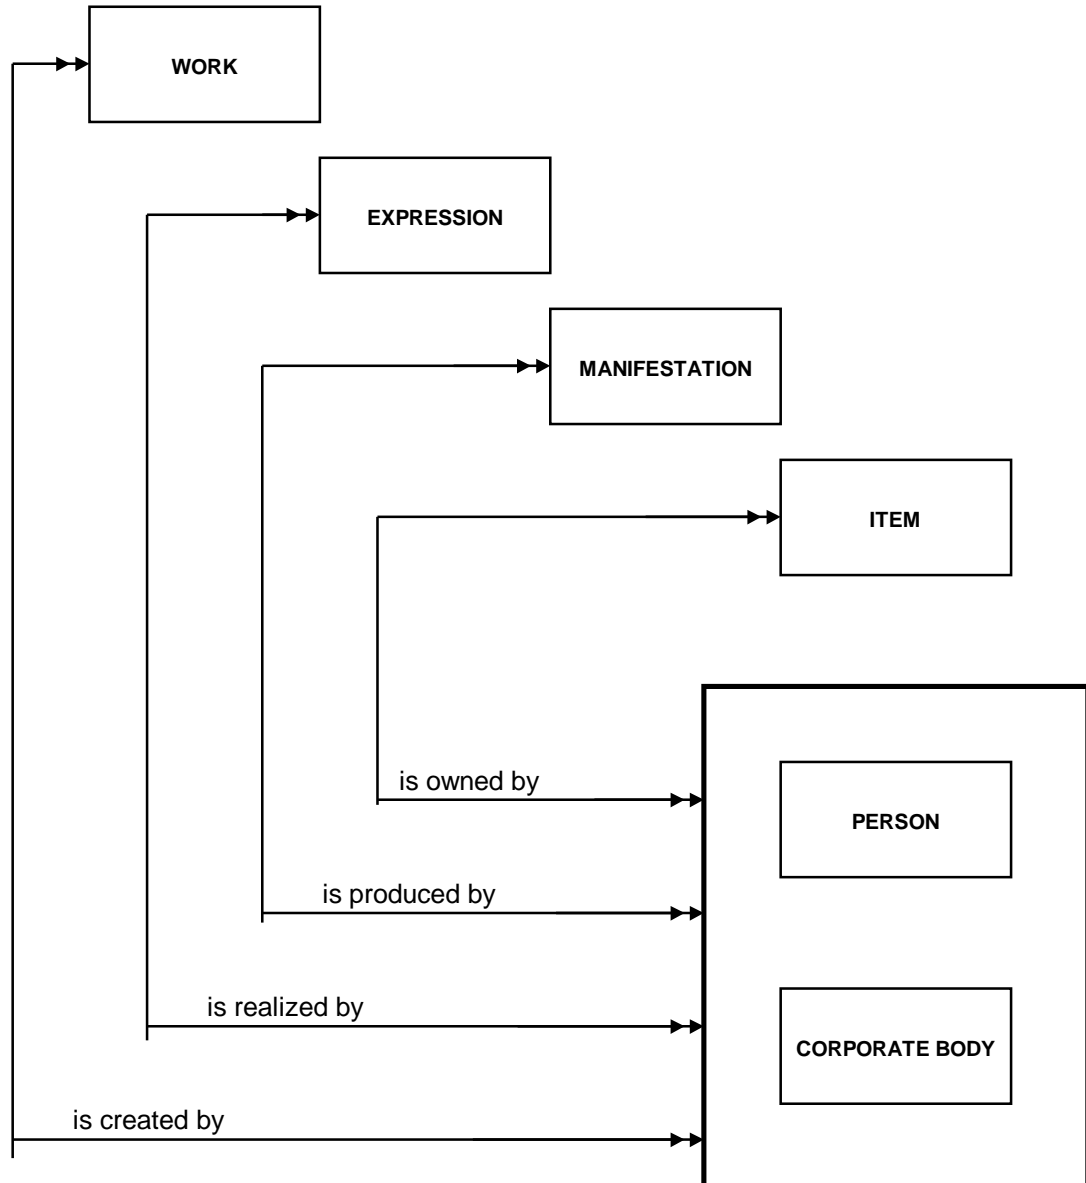 WORK
EXPRESSION
MANIFESTATION
ITEM
is owned by
PERSON
is produced by
is realized by
CORPORATE BODY
is created by